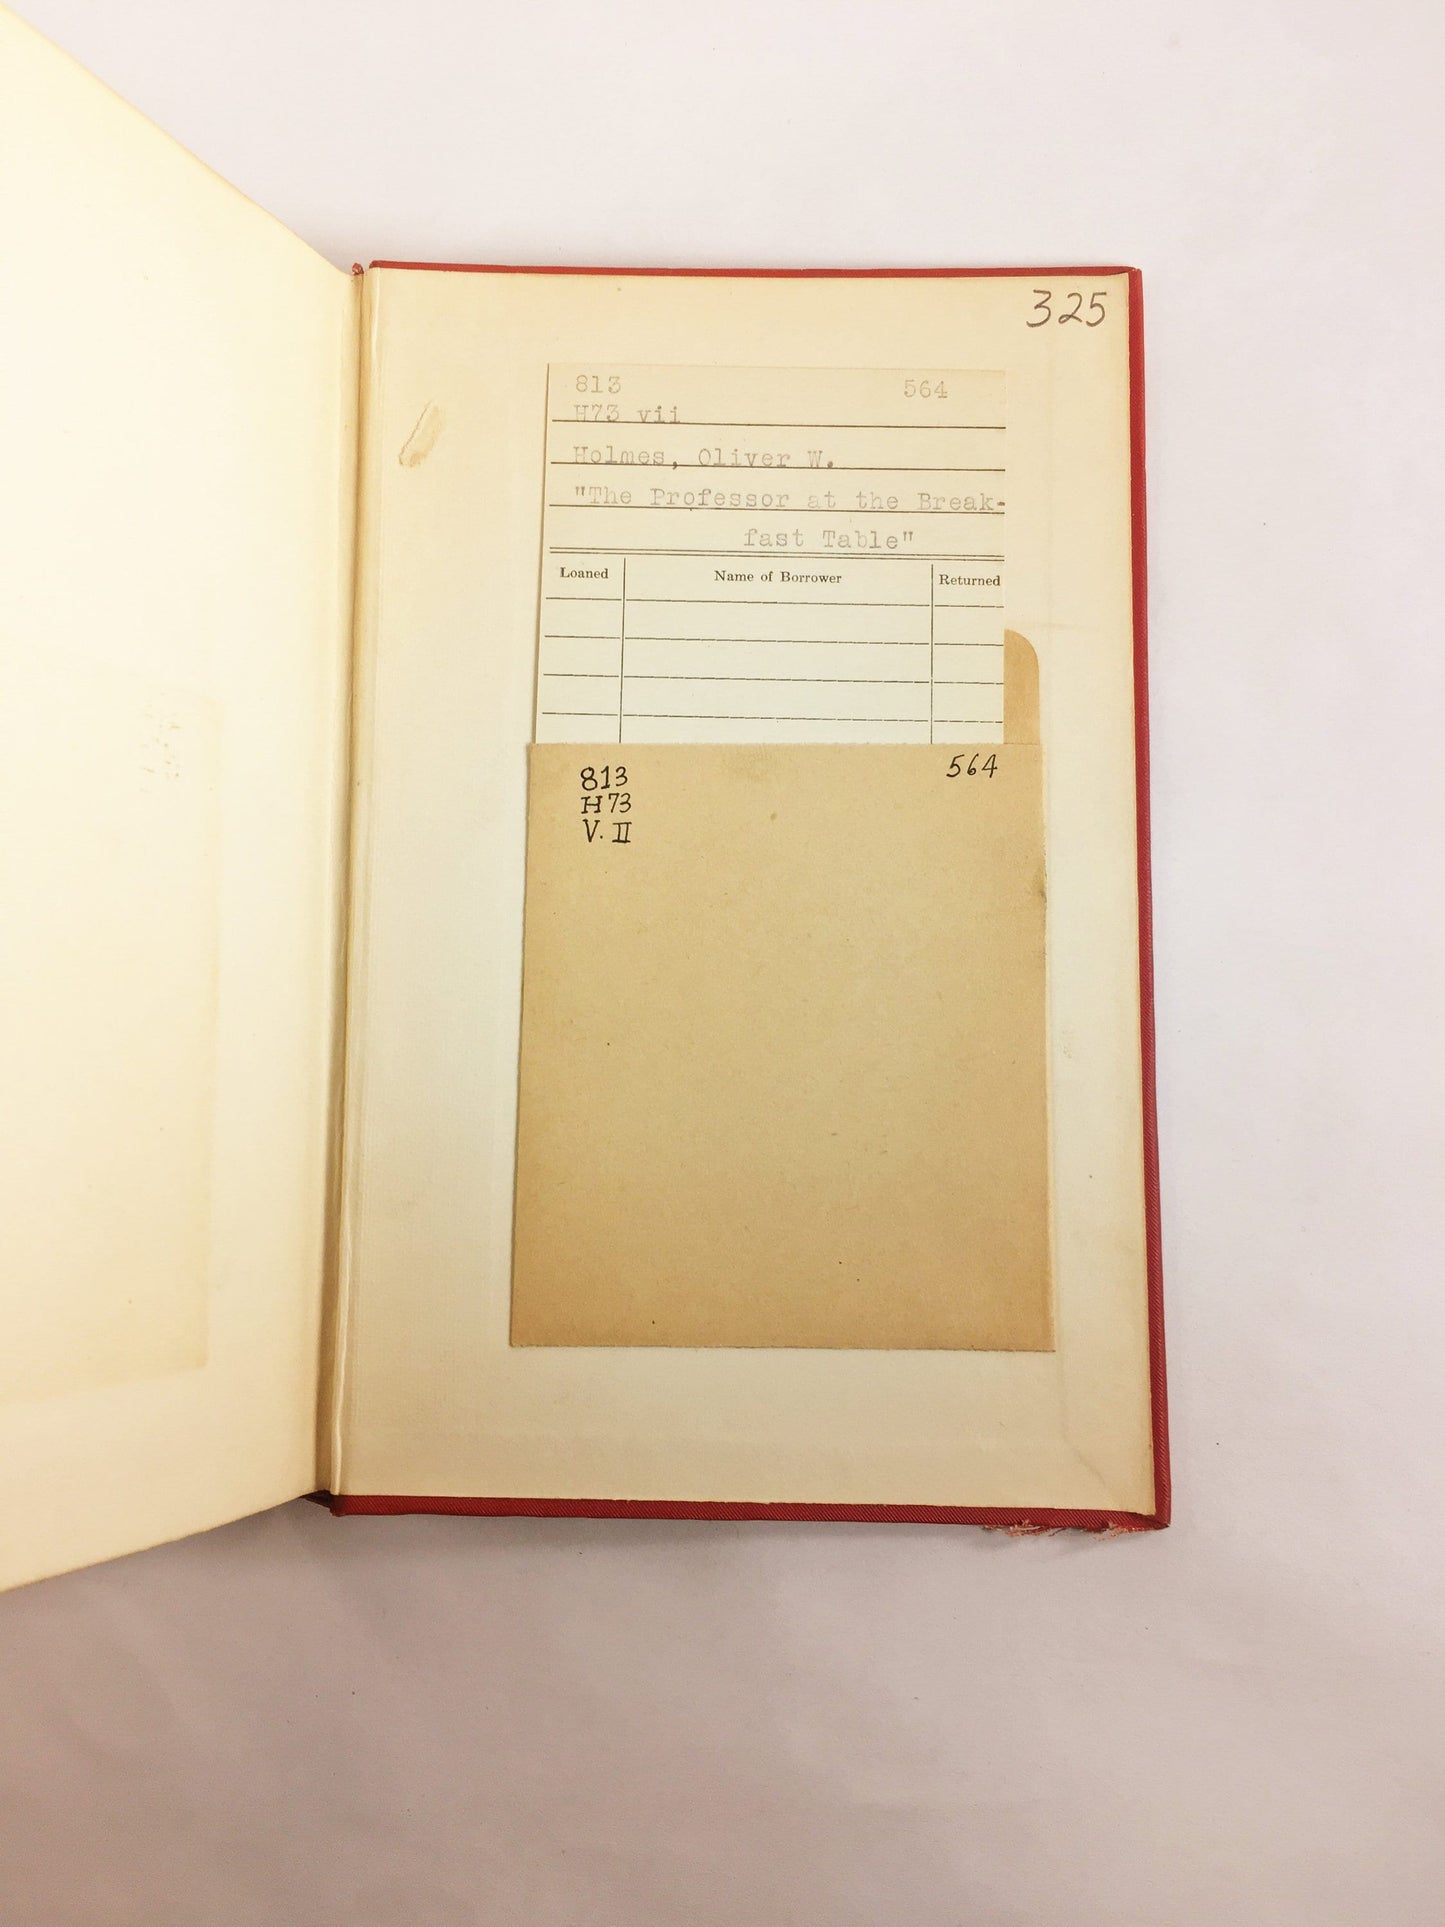 325
813 564
H73 vii
Holmes, Oliver W.
"The Professor at the Break-
fast Table"
Loaned Name of Borrower Returned
813 564
H73
V. II